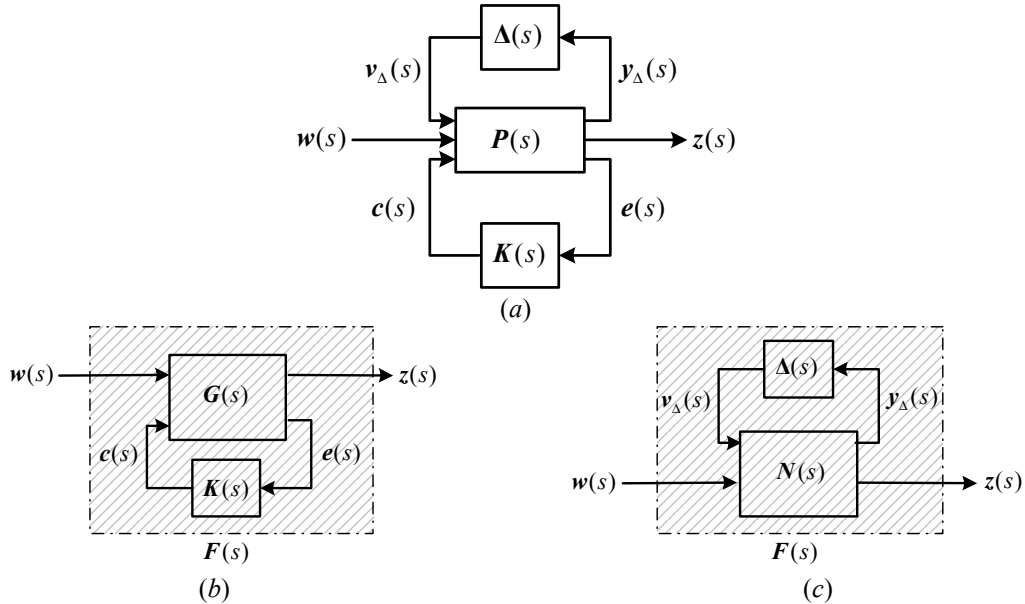 Δ(s)
v_Δ(s) y_Δ(s)
w(s) P(s) z(s)
c(s) e(s)
K(s)
(a)
w(s) G(s) z(s)
c(s) e(s)
K(s)
F(s)
(b)
Δ(s)
v_Δ(s) y_Δ(s)
w(s) N(s) z(s)
F(s)
(c)